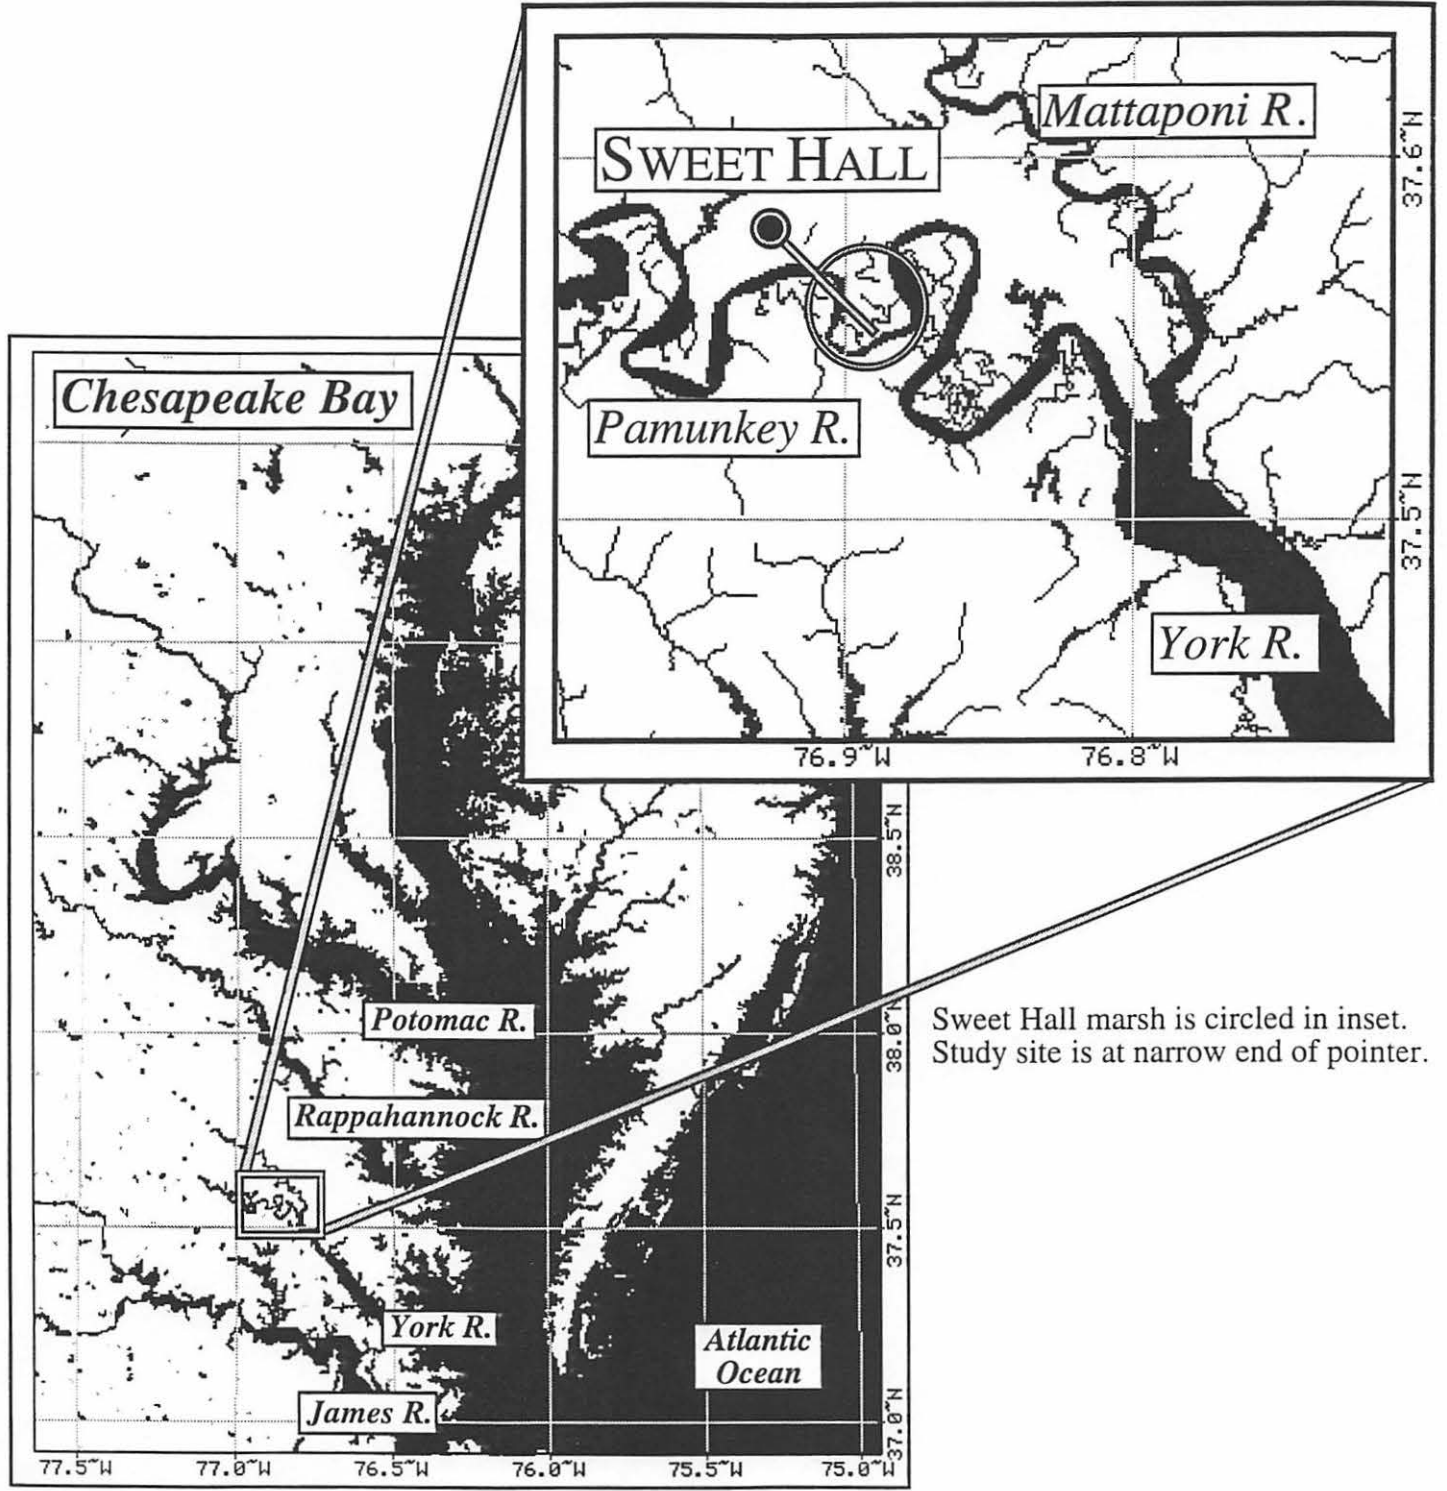 Mattaponi R.
SWEET HALL
Pamunkey R.
York R.
37.6~N
37.5~N
76.9~W
76.8~W
Chesapeake Bay
Potomac R.
Rappahannock R.
York R.
James R.
Atlantic
Ocean
38.5~N
38.0~N
37.5~N
37.0~N
77.5~W
77.0~W
76.5~W
76.0~W
75.5~W
75.0~W
Sweet Hall marsh is circled in inset.
Study site is at narrow end of pointer.